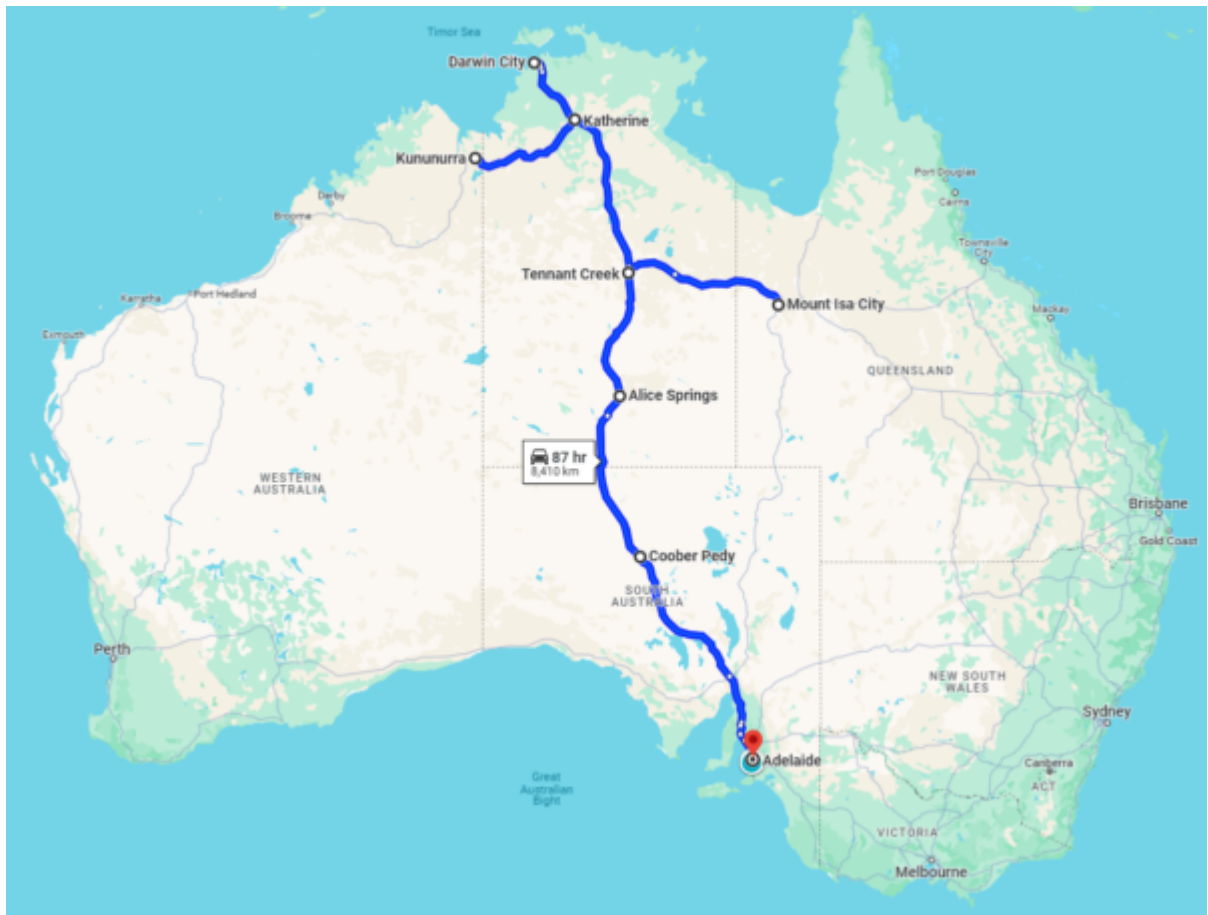 Timor Sea
Darwin City
Katherine
Kununurra
Port Douglas
Cairns
Derby
Broome
Townsville
City
Tennant Creek
Karratha
Port Hedland
Mount Isa City
Mackay
Exmouth
QUEENSLAND
Alice Springs
87 hr
8,410 km
WESTERN
AUSTRALIA
Brisbane
Gold Coast
Coober Pedy
SOUTH
AUSTRALIA
Perth
NEW SOUTH
WALES
Sydney
Adelaide
Canberra
Great
Australian
Bight
ACT
VICTORIA
Melbourne